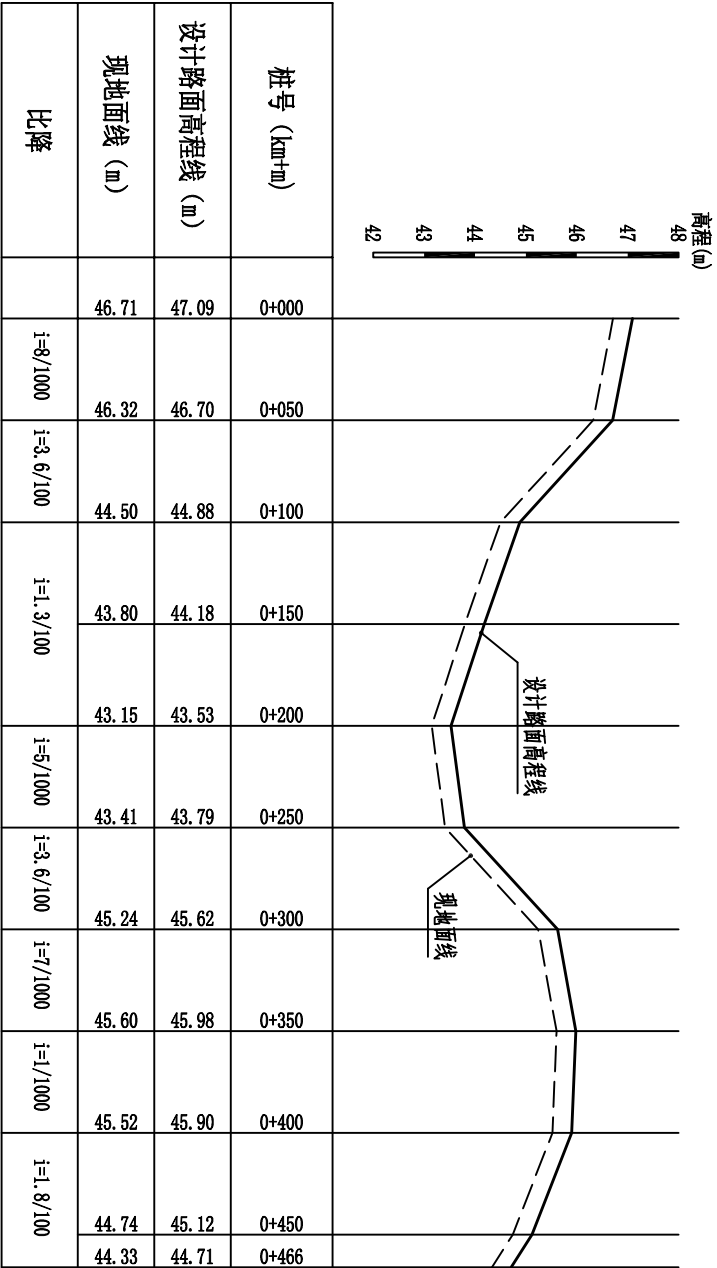 高程(m)
48
47
46
45
44
43
42
设计路面高程线
现地面线
桩号 (km+m) 0+000 0+050 0+100 0+150 0+200 0+250 0+300 0+350 0+400 0+450 0+466
设计路面高程线 (m) 47.09 46.70 44.88 44.18 43.53 43.79 45.62 45.98 45.90 45.12 44.71
现地面线 (m) 46.71 46.32 44.50 43.80 43.15 43.41 45.24 45.60 45.52 44.74 44.33
比降 i=8/1000 i=3.6/100 i=1.3/100 i=5/1000 i=3.6/100 i=7/1000 i=1/1000 i=1.8/100